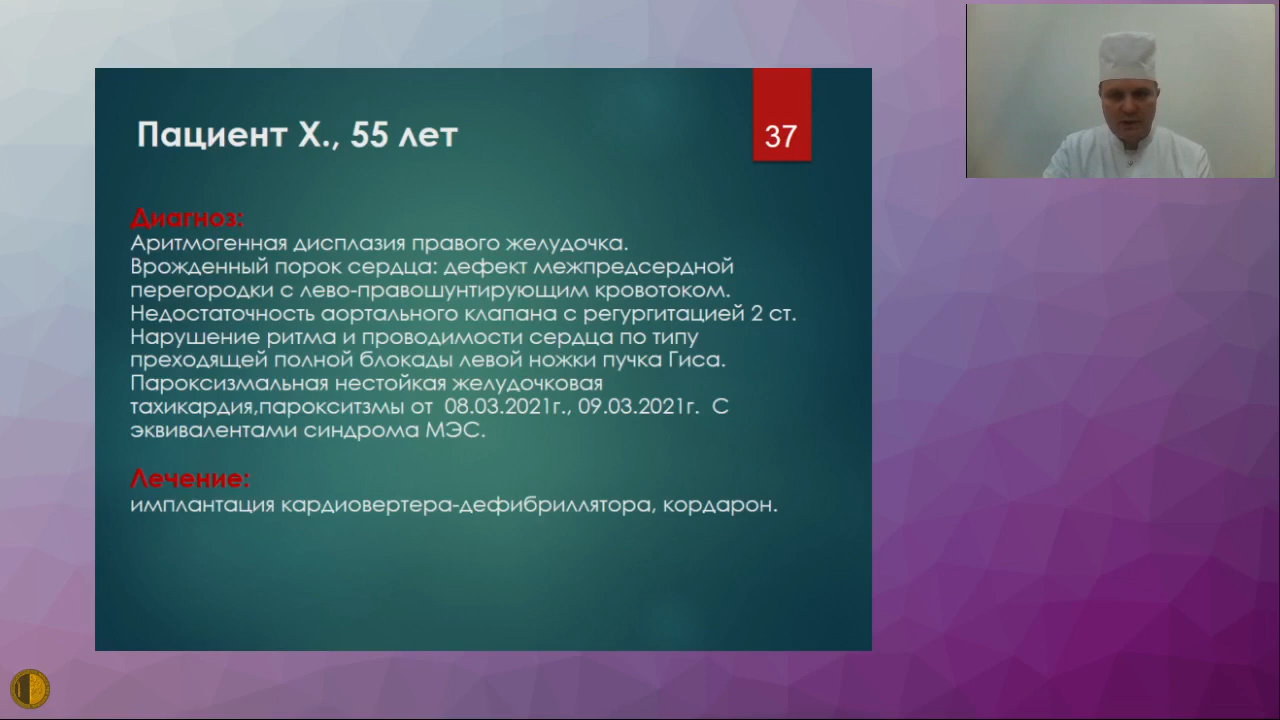 Пациент Х., 55 лет
37
Диагноз:
Аритмогенная дисплазия правого желудочка.
Врожденный порок сердца: дефект межпредсердной
перегородки с лево-правошунтирующим кровотоком.
Недостаточность аортального клапана с регургитацией 2 ст.
Нарушение ритма и проводимости сердца по типу
преходящей полной блокады левой ножки пучка Гиса.
Пароксизмальная нестойкая желудочковая
тахикардия,парокситзмы от 08.03.2021г., 09.03.2021г. С
эквивалентами синдрома МЭС.
Лечение:
имплантация кардиовертера-дефибриллятора, кордарон.